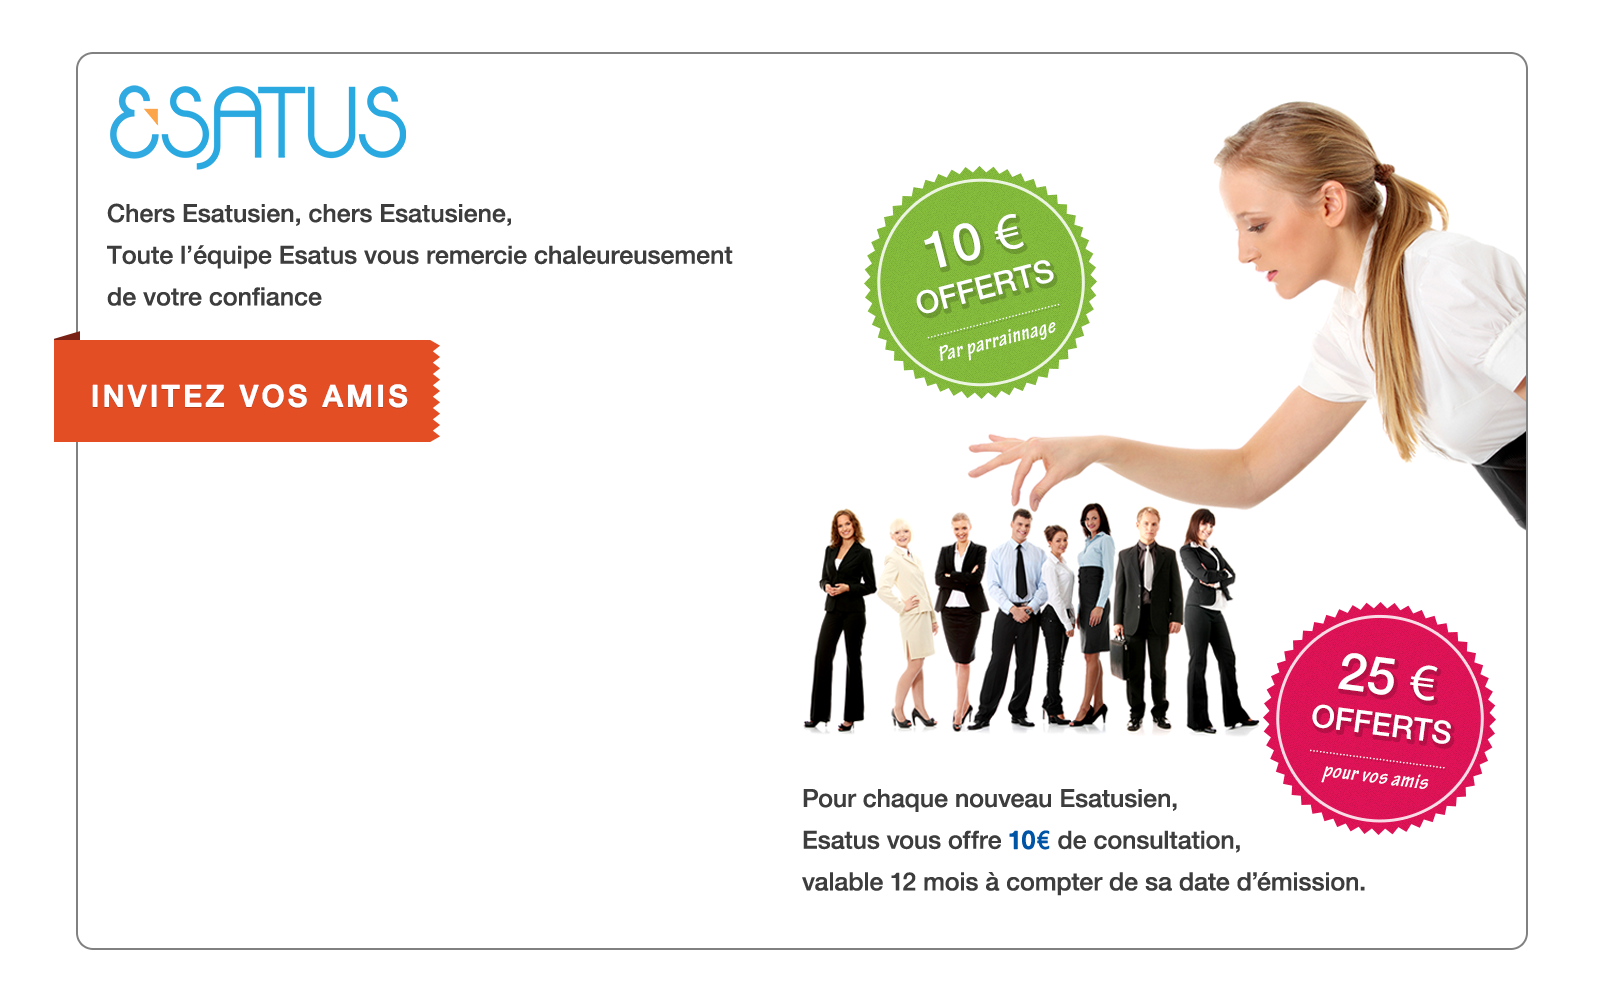 ESATUS
Chers Esatusien, chers Esatusiene,
Toute l’équipe Esatus vous remercie chaleureusement
de votre confiance
INVITEZ VOS AMIS
10 €
OFFERTS
Par parrainnage
25 €
OFFERTS
pour vos amis
Pour chaque nouveau Esatusien,
Esatus vous offre 10€ de consultation,
valable 12 mois à compter de sa date d’émission.